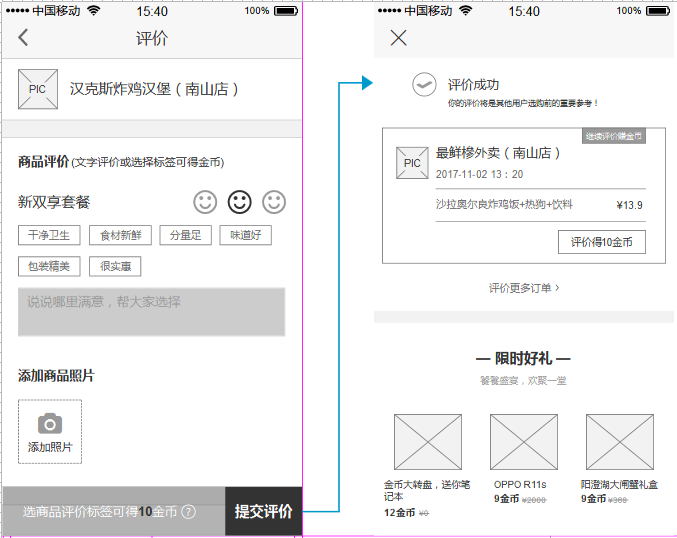 中国移动 15:40 100%
评价
PIC 汉克斯炸鸡汉堡（南山店）
商品评价(文字评价或选择标签可得金币)
新双享套餐
干净卫生 食材新鲜 分量足 味道好
包装精美 很实惠
说说哪里满意，帮大家选择
添加商品照片
添加照片
选商品评价标签可得10金币 ?
提交评价
中国移动 15:40 100%
评价成功
你的评价将是其他用户选购前的重要参考！
继续评价赚金币
PIC 最鲜檫外卖（南山店）
2017-11-02 13：20
沙拉奥尔良炸鸡饭+热狗+饮料 ¥13.9
评价得10金币
评价更多订单 >
— 限时好礼 —
饕餮盛宴，欢聚一堂
金币大转盘，送你笔记本
12金币 ¥0
OPPO R11s
9金币 ¥2000
阳澄湖大闸蟹礼盒
9金币 ¥388